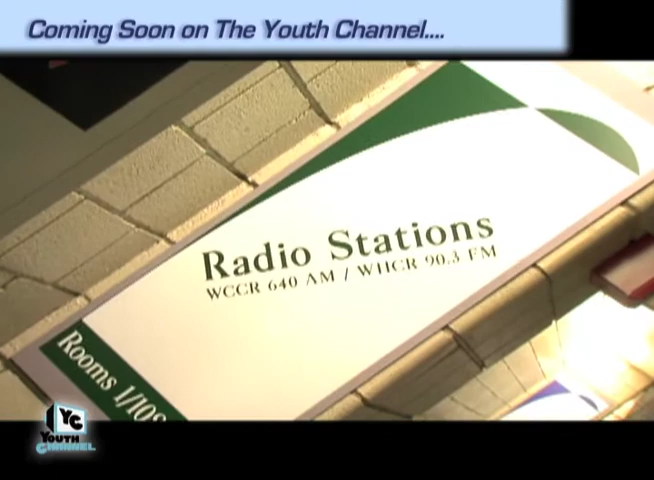 Coming Soon on The Youth Channel....
Radio Stations
WCCR 640 AM / WHCR 90.3 FM
Rooms 1/108
YC
YOUTH
CHANNEL